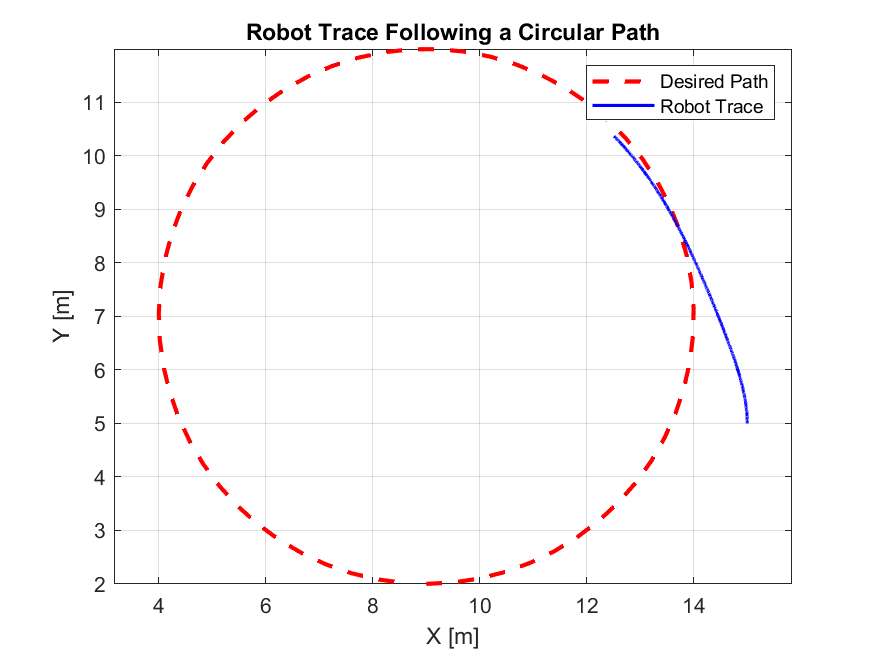 Robot Trace Following a Circular Path
Desired Path
Robot Trace
11
10
9
8
7
6
5
4
3
2
Y [m]
4 6 8 10 12 14
X [m]